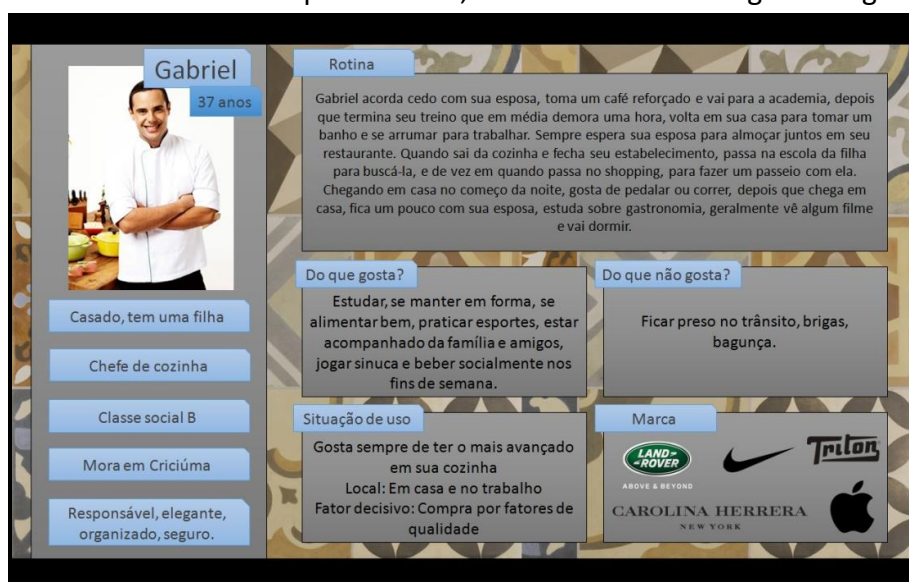 Gabriel
37 anos
Casado, tem uma filha
Chefe de cozinha
Classe social B
Mora em Criciúma
Responsável, elegante,
organizado, seguro.
Rotina
Gabriel acorda cedo com sua esposa, toma um café reforçado e vai para a academia, depois
que termina seu treino que em média demora uma hora, volta em sua casa para tomar um
banho e se arrumar para trabalhar. Sempre espera sua esposa para almoçar juntos em seu
restaurante. Quando sai da cozinha e fecha seu estabelecimento, passa na escola da filha
para buscá-la, e de vez em quando passa no shopping, para fazer um passeio com ela.
Chegando em casa no começo da noite, gosta de pedalar ou correr, depois que chega em
casa, fica um pouco com sua esposa, estuda sobre gastronomia, geralmente vê algum filme
e vai dormir.
Do que gosta?
Estudar, se manter em forma, se
alimentar bem, praticar esportes, estar
acompanhado da família e amigos,
jogar sinuca e beber socialmente nos
fins de semana.
Do que não gosta?
Ficar preso no trânsito, brigas,
bagunça.
Situação de uso
Gosta sempre de ter o mais avançado
em sua cozinha
Local: Em casa e no trabalho
Fator decisivo: Compra por fatores de
qualidade
Marca
LAND-
-ROVER
ABOVE & BEYOND
Triton
CAROLINA HERRERA
NEW YORK